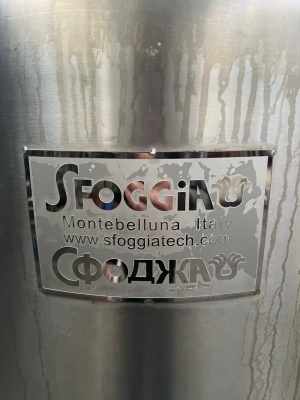 SFOGGiA
Montebelluna Italy
www.sfoggiatech.com
СФОДЖА